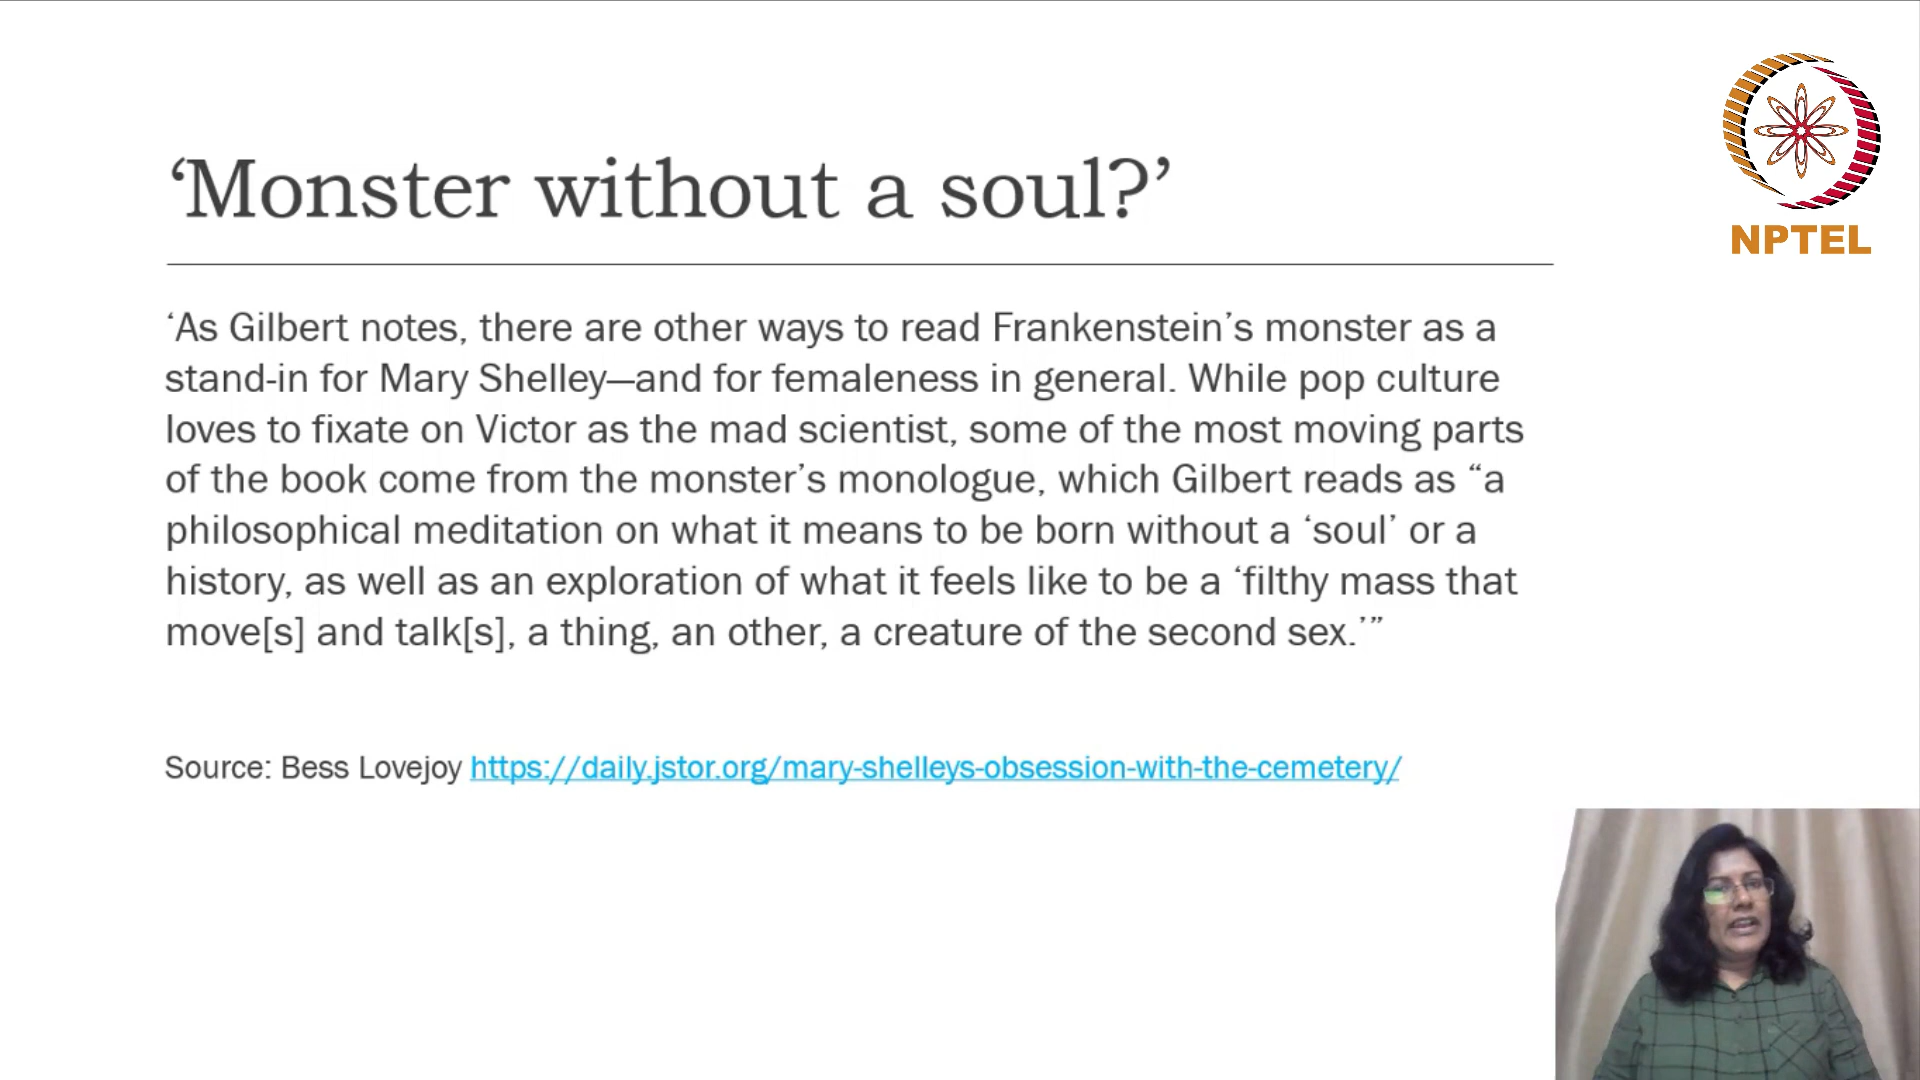 ‘Monster without a soul?’
NPTEL
‘As Gilbert notes, there are other ways to read Frankenstein’s monster as a
stand-in for Mary Shelley—and for femaleness in general. While pop culture
loves to fixate on Victor as the mad scientist, some of the most moving parts
of the book come from the monster’s monologue, which Gilbert reads as “a
philosophical meditation on what it means to be born without a ‘soul’ or a
history, as well as an exploration of what it feels like to be a ‘filthy mass that
move[s] and talk[s], a thing, an other, a creature of the second sex.’”
Source: Bess Lovejoy https://daily.jstor.org/mary-shelleys-obsession-with-the-cemetery/